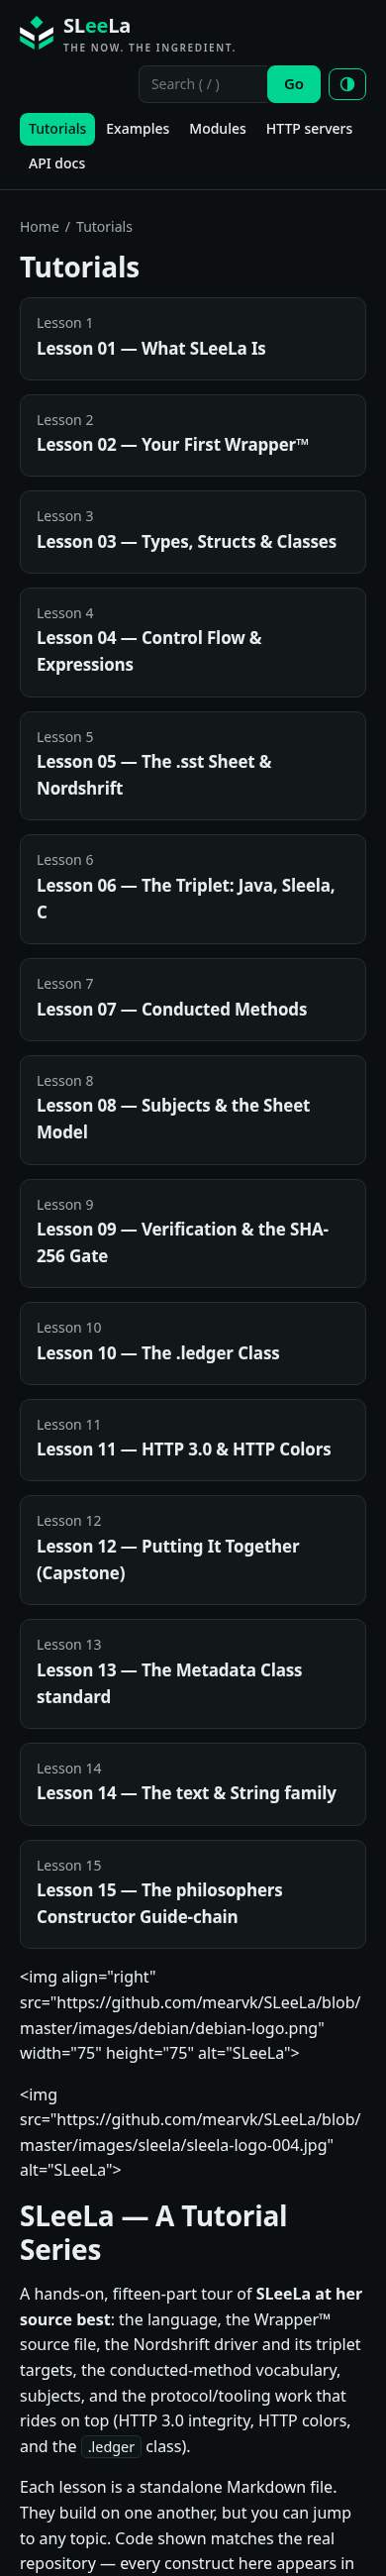 SLeeLa
THE NOW. THE INGREDIENT.
Search ( / )
Go
Tutorials
Examples
Modules
HTTP servers
API docs
Home / Tutorials
Tutorials
Lesson 1
Lesson 01 — What SLeeLa Is
Lesson 2
Lesson 02 — Your First Wrapper™
Lesson 3
Lesson 03 — Types, Structs & Classes
Lesson 4
Lesson 04 — Control Flow &
Expressions
Lesson 5
Lesson 05 — The .sst Sheet &
Nordshrift
Lesson 6
Lesson 06 — The Triplet: Java, Sleela,
C
Lesson 7
Lesson 07 — Conducted Methods
Lesson 8
Lesson 08 — Subjects & the Sheet
Model
Lesson 9
Lesson 09 — Verification & the SHA-
256 Gate
Lesson 10
Lesson 10 — The .ledger Class
Lesson 11
Lesson 11 — HTTP 3.0 & HTTP Colors
Lesson 12
Lesson 12 — Putting It Together
(Capstone)
Lesson 13
Lesson 13 — The Metadata Class
standard
Lesson 14
Lesson 14 — The text & String family
Lesson 15
Lesson 15 — The philosophers
Constructor Guide-chain
<img align="right"
src="https://github.com/mearvk/SLeeLa/blob/
master/images/debian/debian-logo.png"
width="75" height="75" alt="SLeeLa">
<img
src="https://github.com/mearvk/SLeeLa/blob/
master/images/sleela/sleela-logo-004.jpg"
alt="SLeeLa">
SLeeLa — A Tutorial
Series
A hands-on, fifteen-part tour of SLeeLa at her
source best: the language, the Wrapper™
source file, the Nordshrift driver and its triplet
targets, the conducted-method vocabulary,
subjects, and the protocol/tooling work that
rides on top (HTTP 3.0 integrity, HTTP colors,
and the .ledger class).
Each lesson is a standalone Markdown file.
They build on one another, but you can jump
to any topic. Code shown matches the real
repository — every construct here appears in